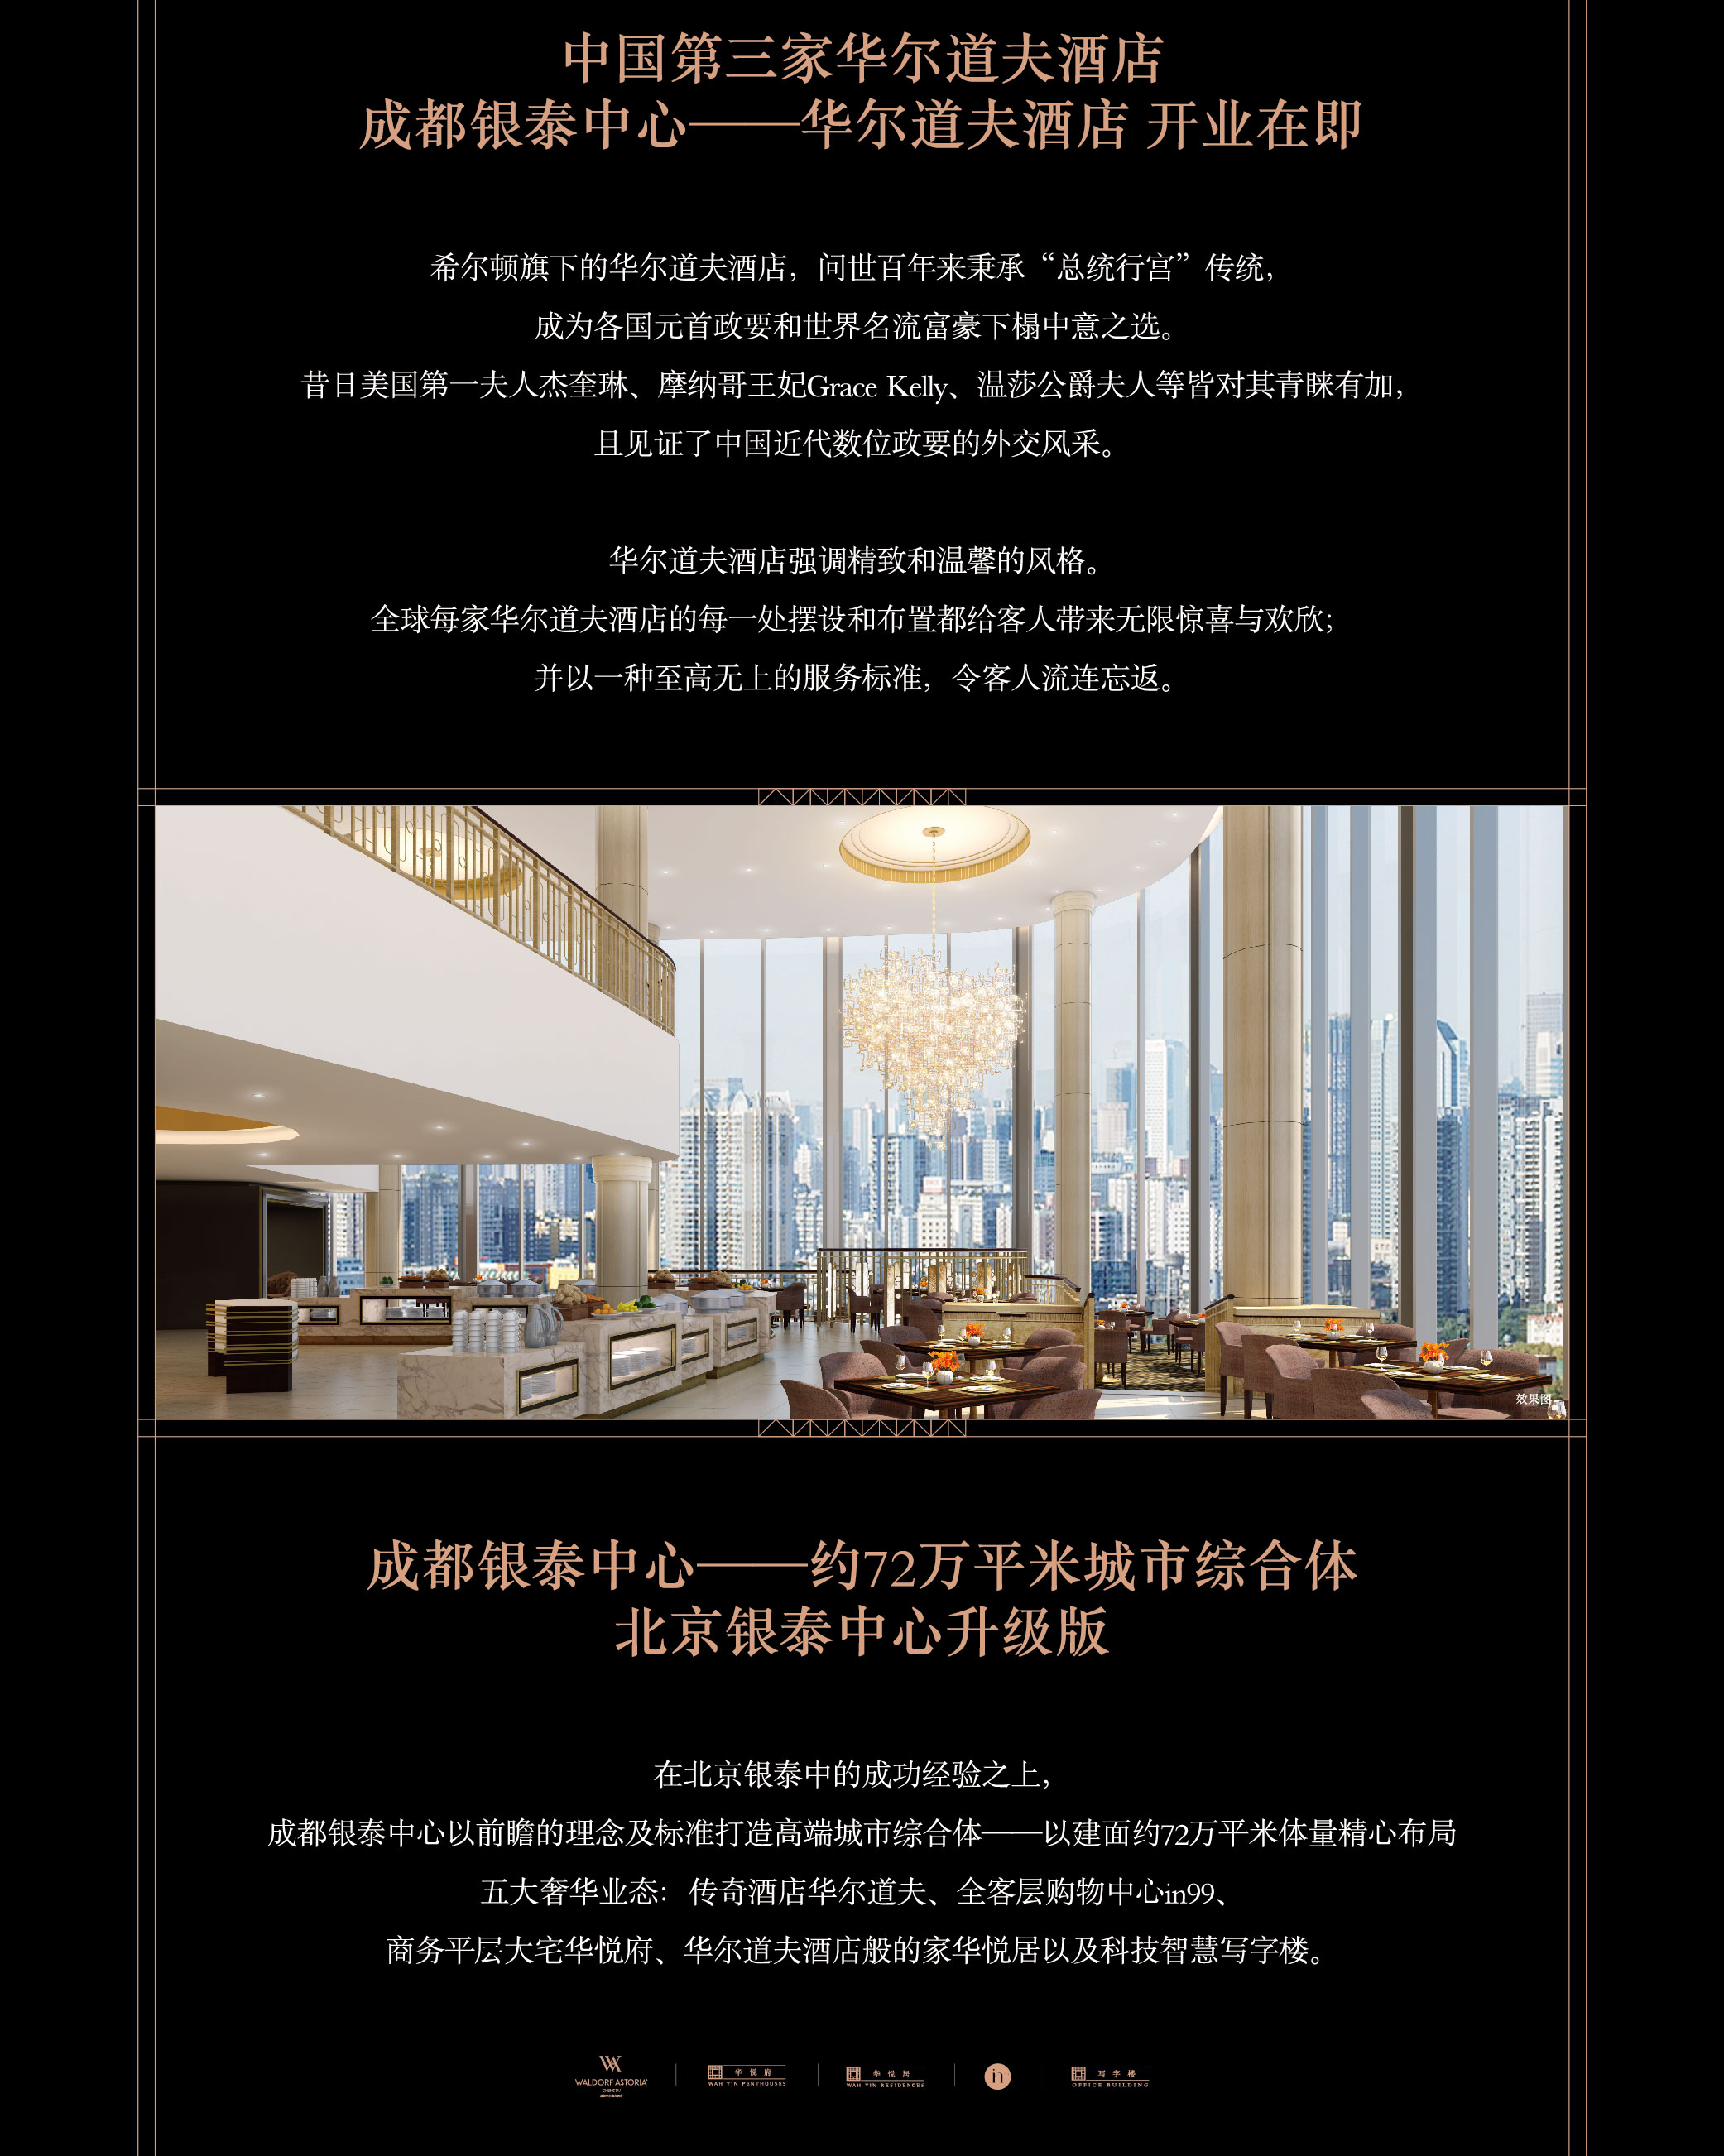 中国第三家华尔道夫酒店
成都银泰中心——华尔道夫酒店 开业在即
希尔顿旗下的华尔道夫酒店，问世百年来秉承“总统行宫”传统，
成为各国元首政要和世界名流富豪下榻中意之选。
昔日美国第一夫人杰奎琳、摩纳哥王妃Grace Kelly、温莎公爵夫人等皆对其青睐有加，
且见证了中国近代数位政要的外交风采。
华尔道夫酒店强调精致和温馨的风格。
全球每家华尔道夫酒店的每一处摆设和布置都给客人带来无限惊喜与欢欣；
并以一种至高无上的服务标准，令客人流连忘返。
效果图
成都银泰中心——约72万平米城市综合体
北京银泰中心升级版
在北京银泰中的成功经验之上，
成都银泰中心以前瞻的理念及标准打造高端城市综合体——以建面约72万平米体量精心布局
五大奢华业态：传奇酒店华尔道夫、全客层购物中心in99、
商务平层大宅华悦府、华尔道夫酒店般的家华悦居以及科技智慧写字楼。
WALDORF ASTORIA
CHENGDU
华悦府
WAH YIN PENTHOUSES
华悦居
WAH YIN RESIDENCES
in
写字楼
OFFICE BUILDING